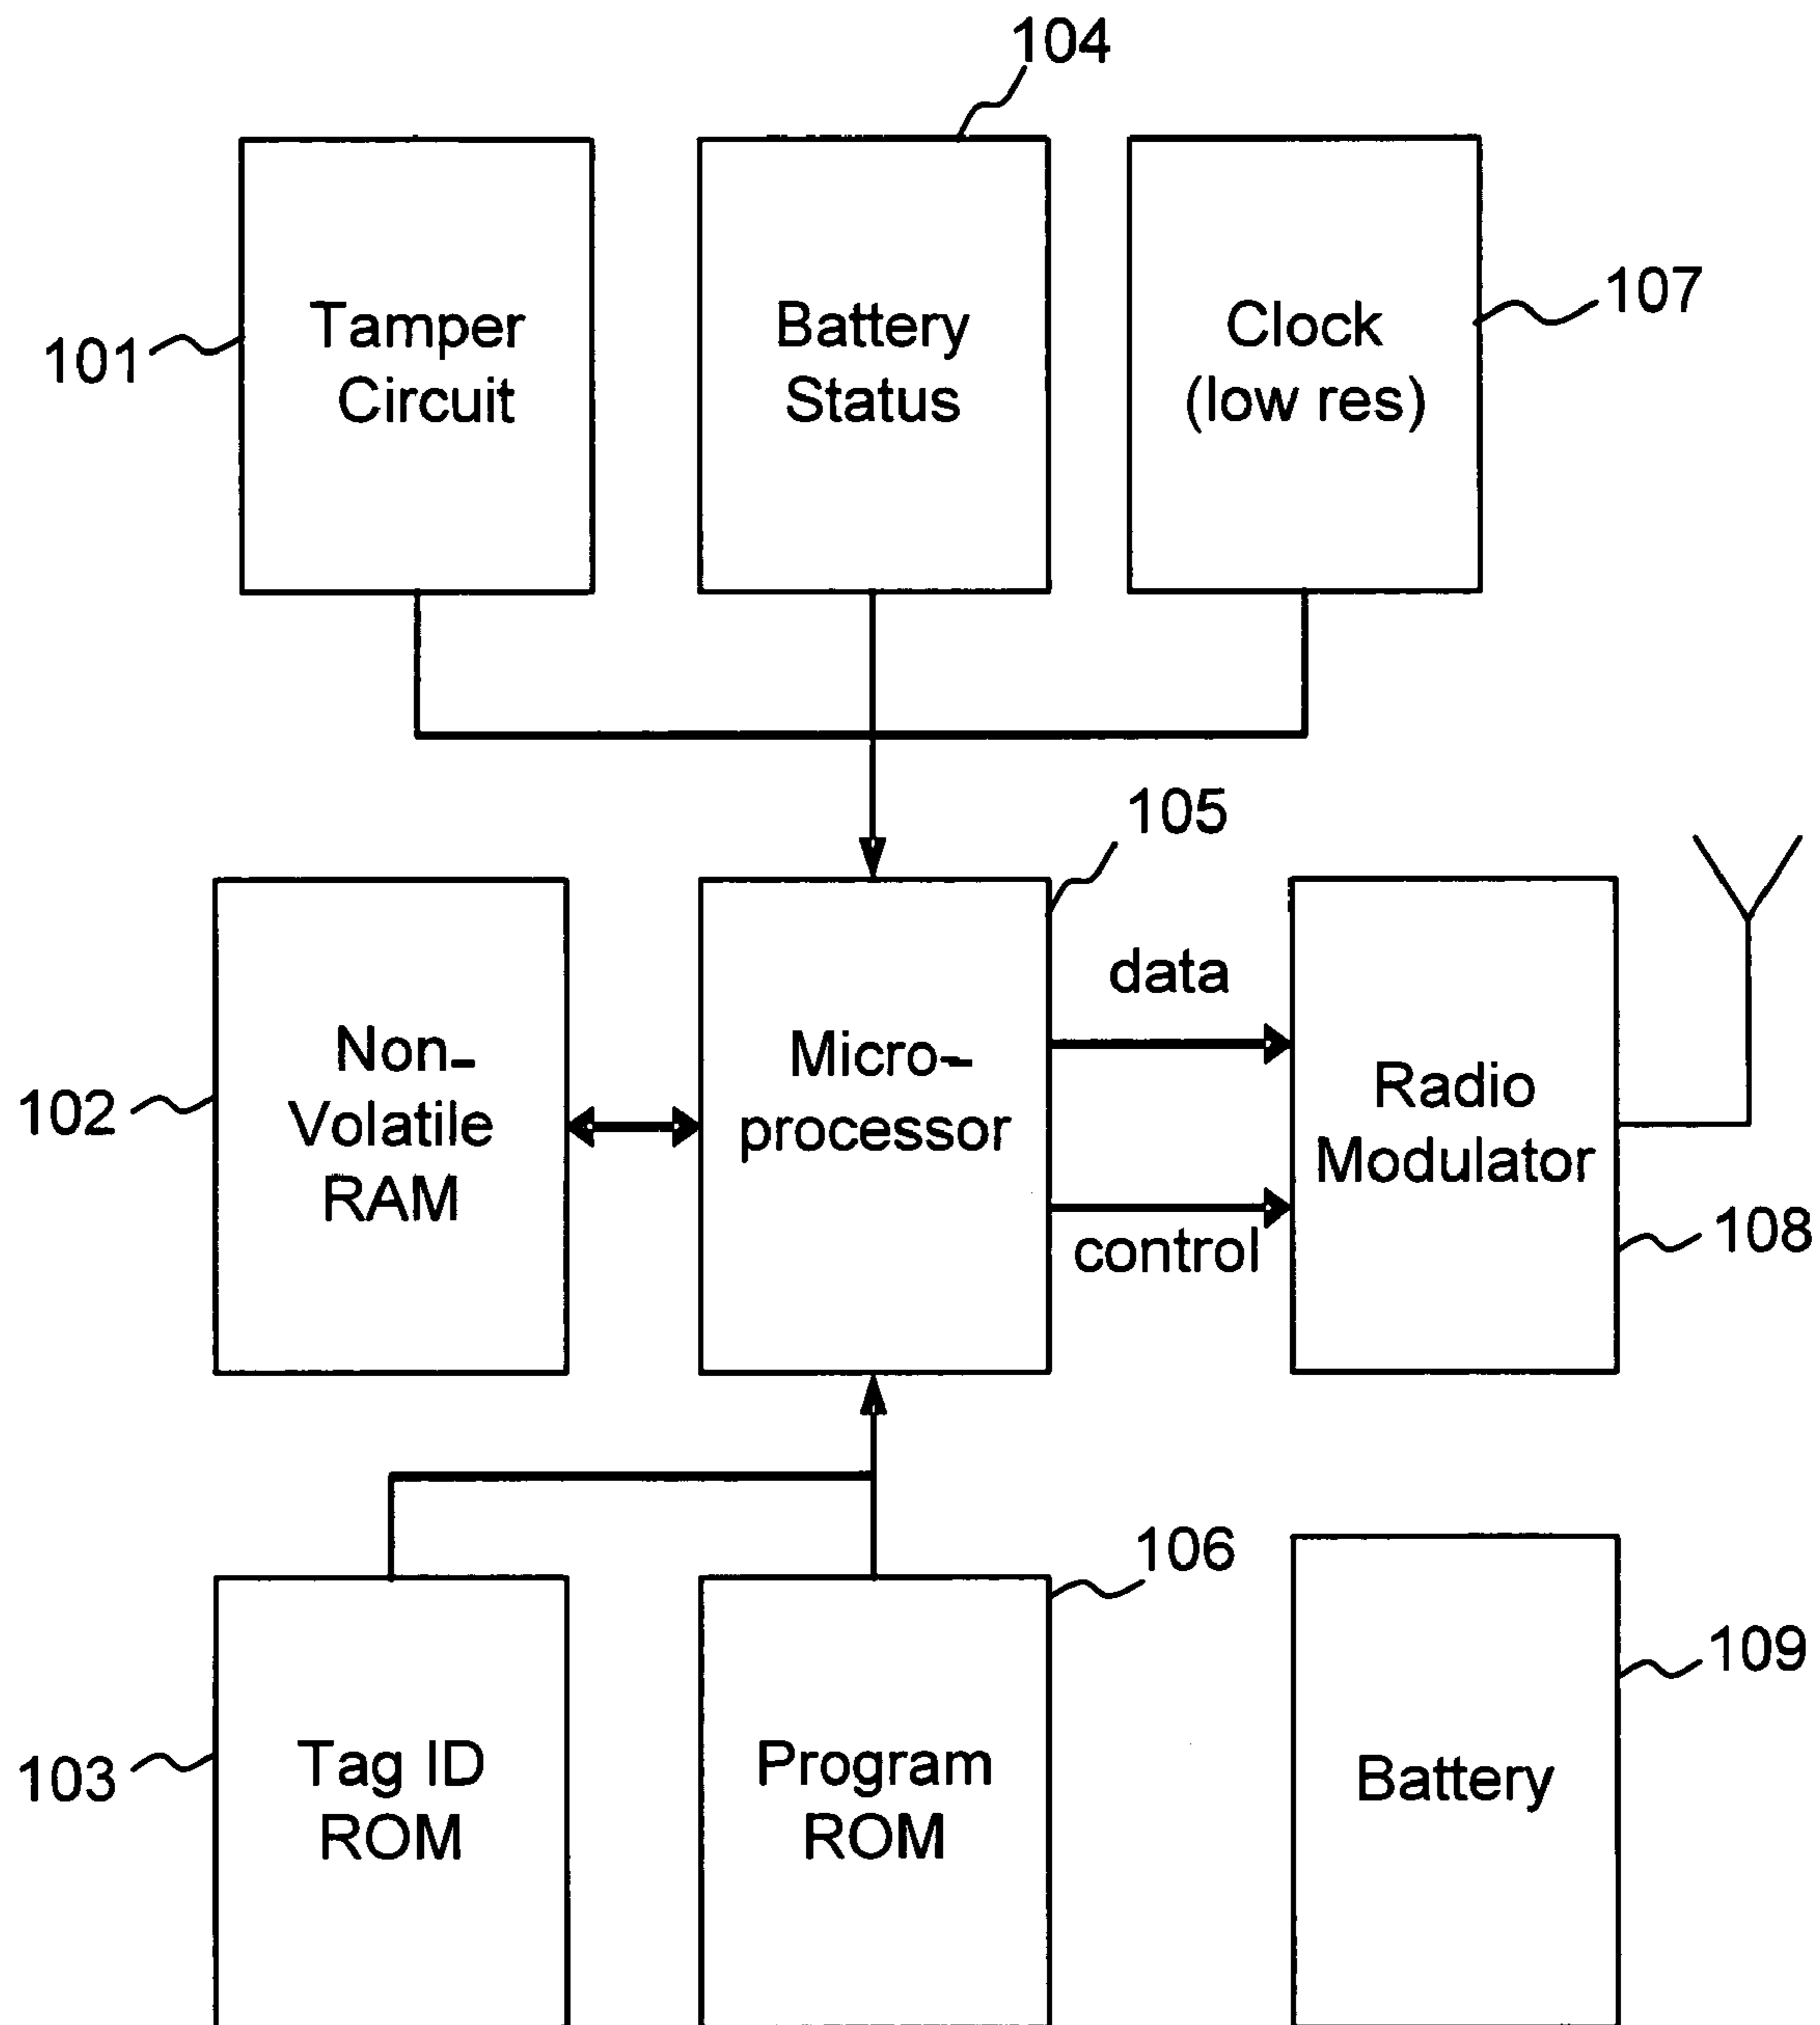 104
101
Tamper
Circuit
Battery
Status
Clock
(low res)
107
105
102
Non-
Volatile
RAM
Micro-
processor
data
control
Radio
Modulator
108
103
Tag ID
ROM
106
Program
ROM
109
Battery